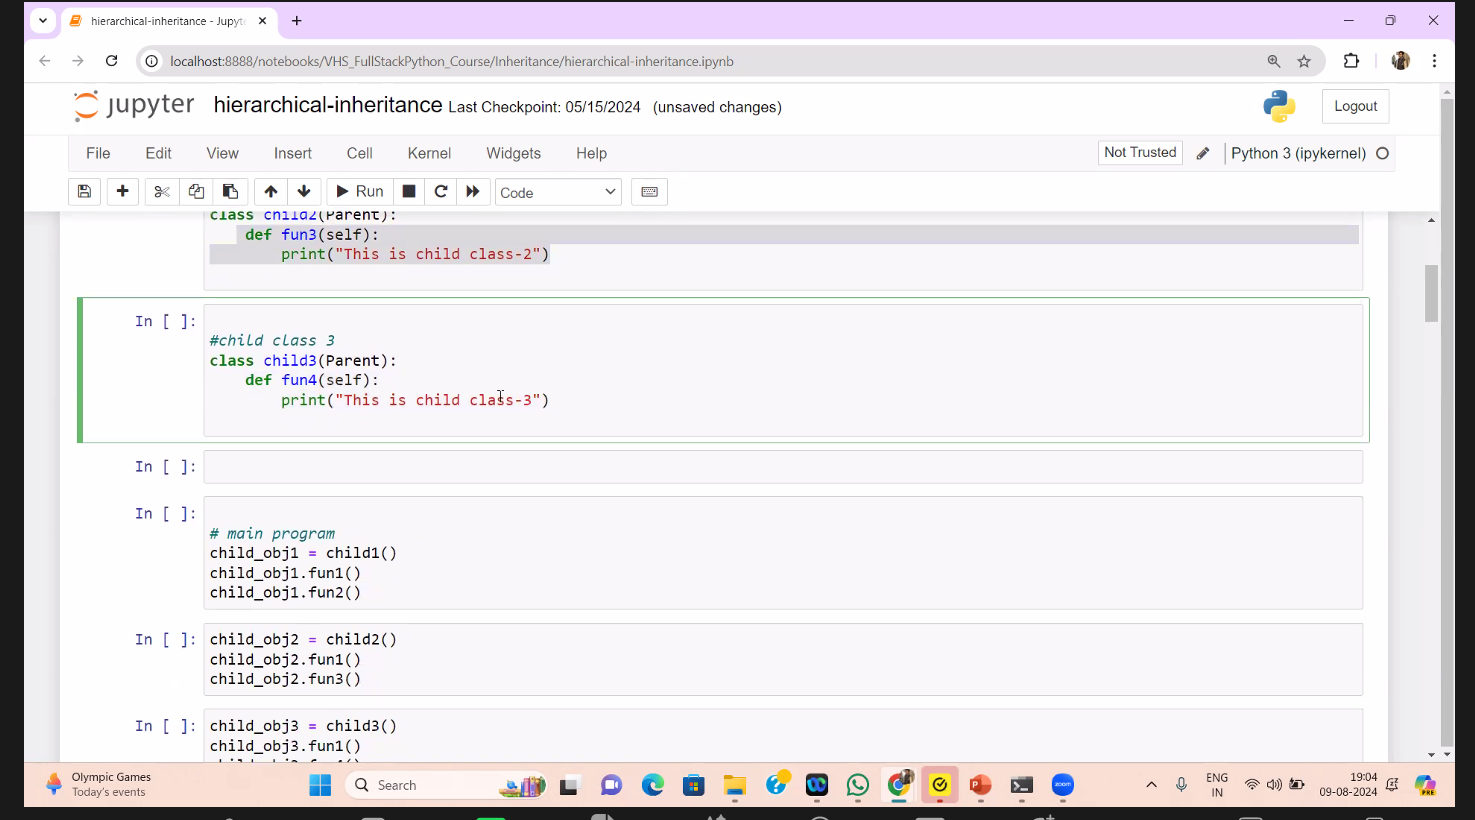 hierarchical-inheritance - Jupyte
localhost:8888/notebooks/VHS_FullStackPython_Course/Inheritance/hierarchical-inheritance.ipynb
jupyter hierarchical-inheritance Last Checkpoint: 05/15/2024 (unsaved changes)
Logout
File Edit View Insert Cell Kernel Widgets Help
Not Trusted
Python 3 (ipykernel)
Run
Code
class child2(Parent):
def fun3(self):
print("This is child class-2")
In [ ]:
#child class 3
class child3(Parent):
def fun4(self):
print("This is child class-3")
In [ ]:
In [ ]:
# main program
child_obj1 = child1()
child_obj1.fun1()
child_obj1.fun2()
In [ ]: child_obj2 = child2()
child_obj2.fun1()
child_obj2.fun3()
In [ ]: child_obj3 = child3()
child_obj3.fun1()
Olympic Games
Today's events
Search
zoom
ENG
IN
19:04
09-08-2024
PRE